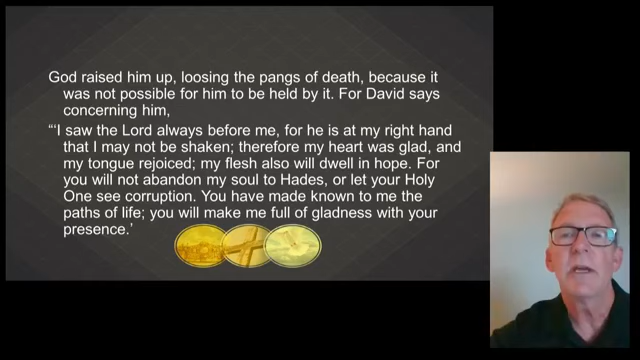 God raised him up, loosing the pangs of death, because it
was not possible for him to be held by it. For David says
concerning him,
“‘I saw the Lord always before me, for he is at my right hand
that I may not be shaken; therefore my heart was glad, and
my tongue rejoiced; my flesh also will dwell in hope. For
you will not abandon my soul to Hades, or let your Holy
One see corruption. You have made known to me the
paths of life; you will make me full of gladness with your
presence.’